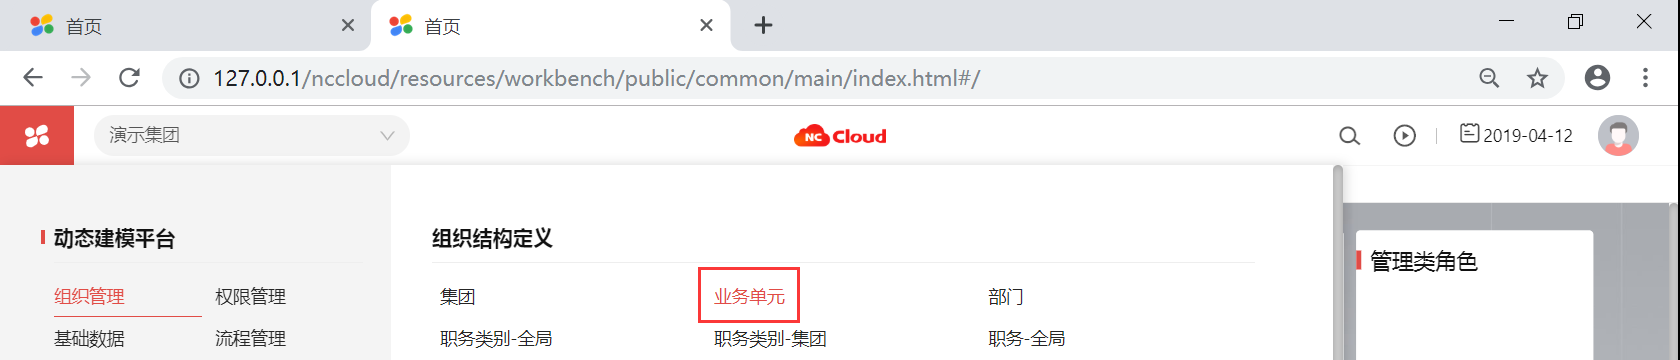 首页 首页
127.0.0.1/nccloud/resources/workbench/public/common/main/index.html#/
演示集团 NC Cloud 2019-04-12
动态建模平台 组织结构定义 管理类角色
组织管理 权限管理 集团 业务单元 部门
基础数据 流程管理 职务类别-全局 职务类别-集团 职务-全局